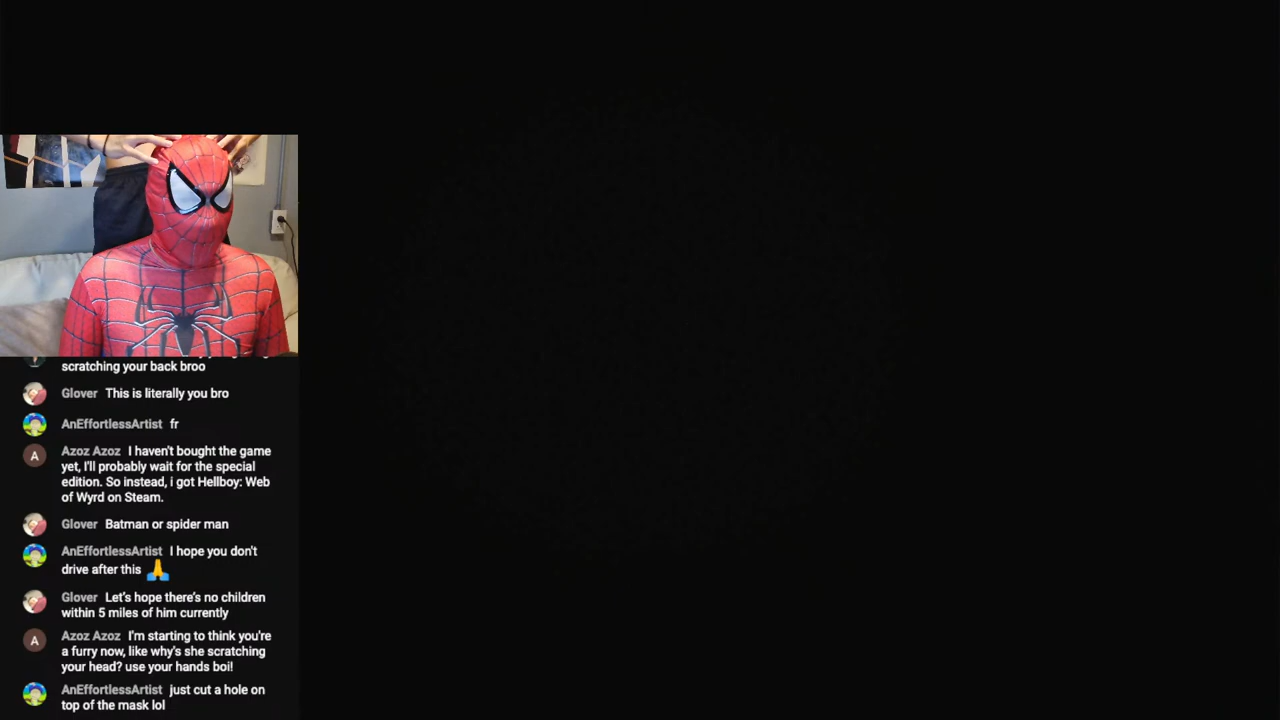 scratching your back broo
Glover This is literally you bro
AnEffortlessArtist fr
Azoz Azoz I haven't bought the game
yet, I'll probably wait for the special
edition. So instead, i got Hellboy: Web
of Wyrd on Steam.
Glover Batman or spider man
AnEffortlessArtist I hope you don't
drive after this 🙏
Glover Let's hope there's no children
within 5 miles of him currently
A
Azoz Azoz I'm starting to think you're
a furry now, like why's she scratching
your head? use your hands boi!
AnEffortlessArtist just cut a hole on
top of the mask lol